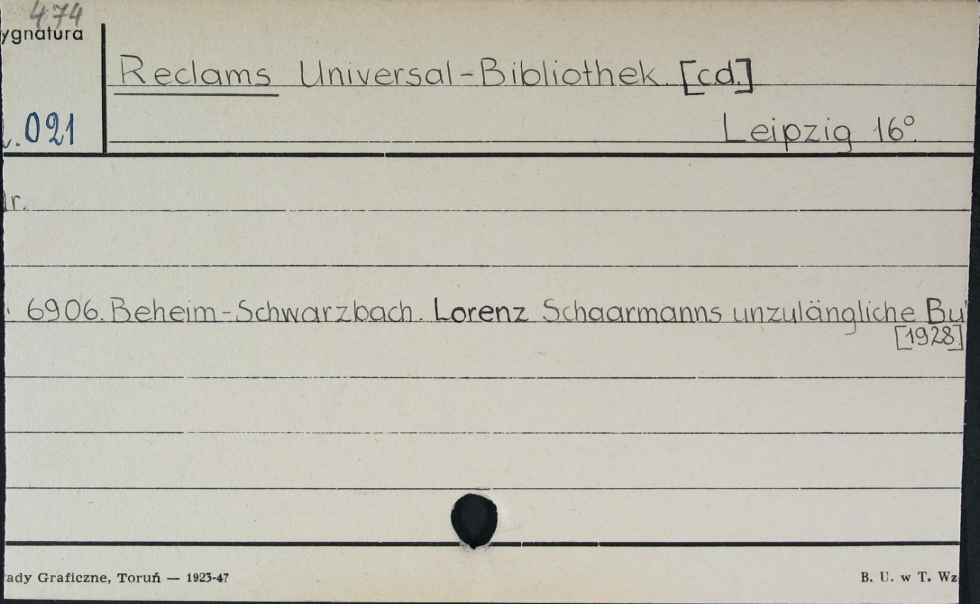 474
ygnatura
Reclams Universal-Bibliothek [cd.]
.021
Leipzig 16°.
r.
6906. Beheim-Schwarzbach. Lorenz Schaarmanns unzulängliche Bu
[1928]
ady Graficzne, Toruń — 1923-47
B. U. w T. Wz